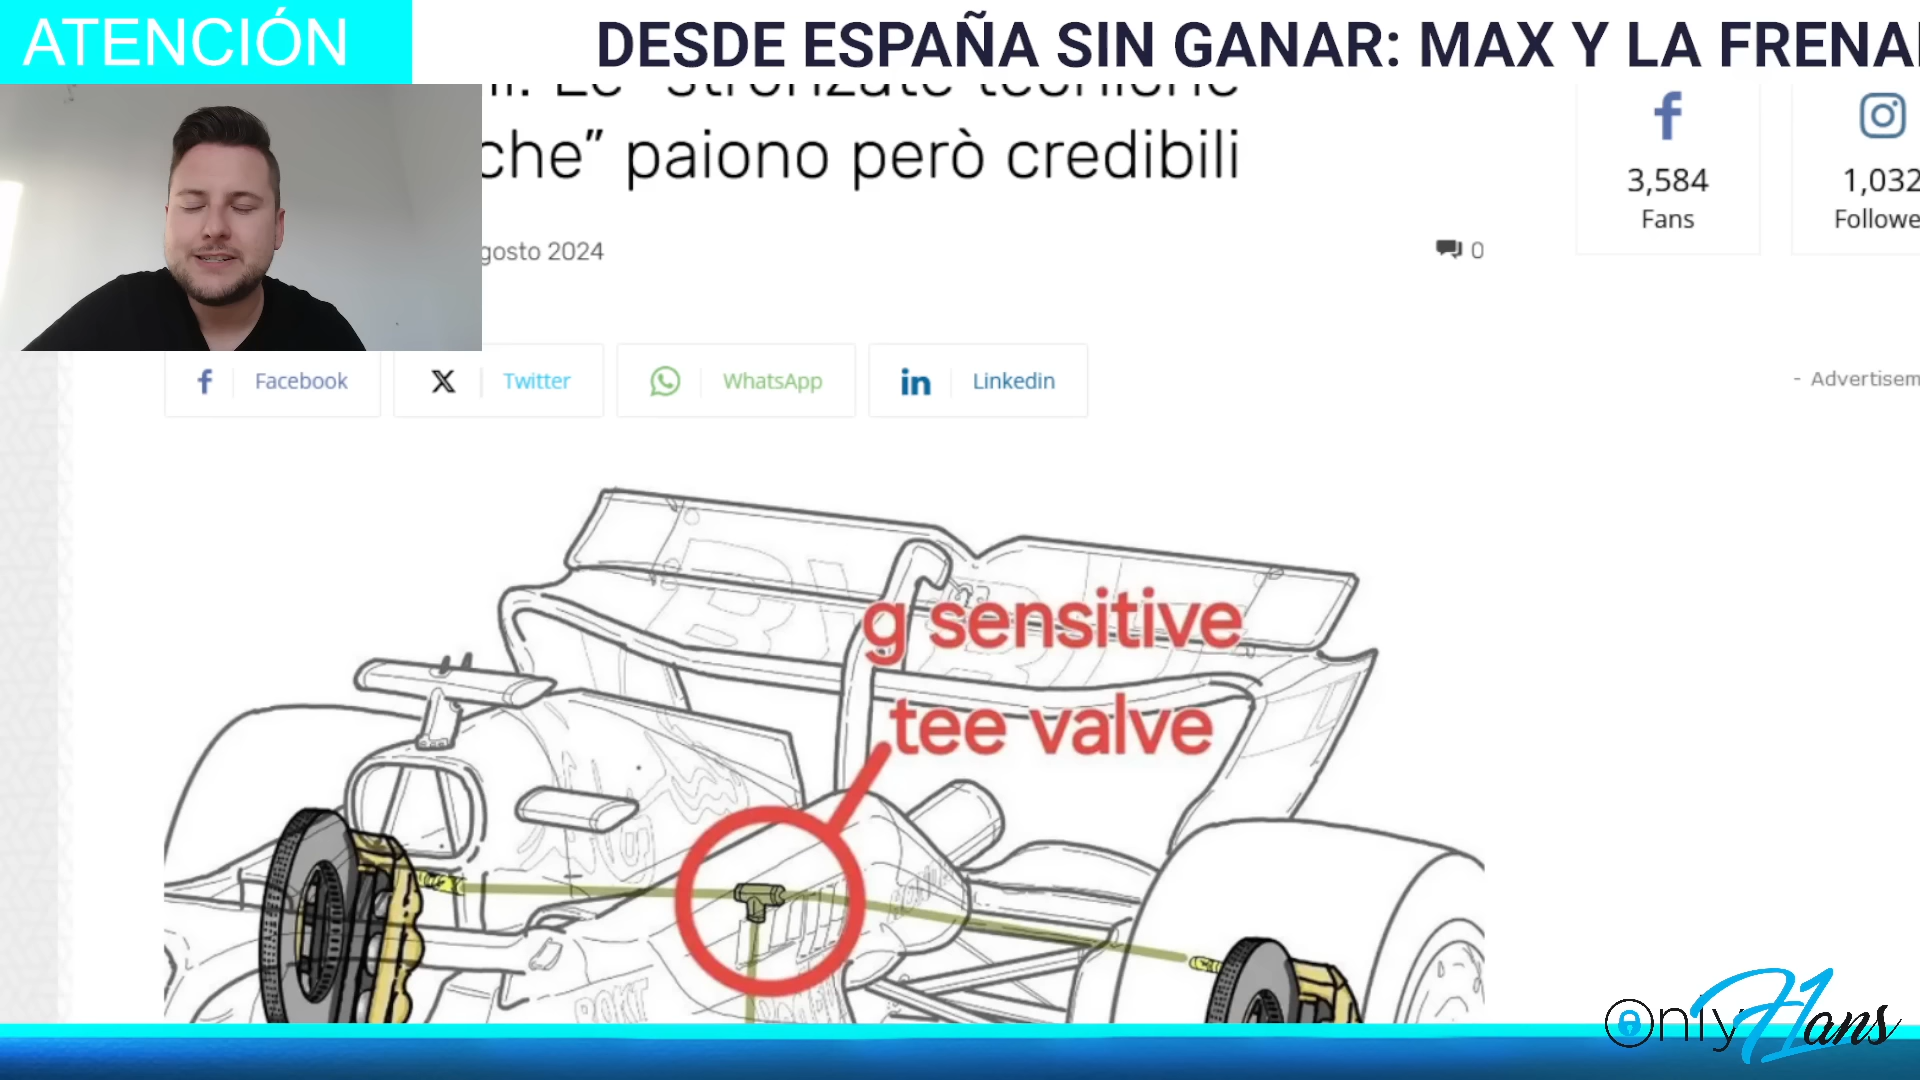 ATENCIÓN
DESDE ESPAÑA SIN GANAR: MAX Y LA FRENA
che” paiono però credibili
gosto 2024
0
3,584
Fans
1,032
Followe
Facebook
Twitter
WhatsApp
Linkedin
- Advertisem
g sensitive
tee valve
OnlyF1ans